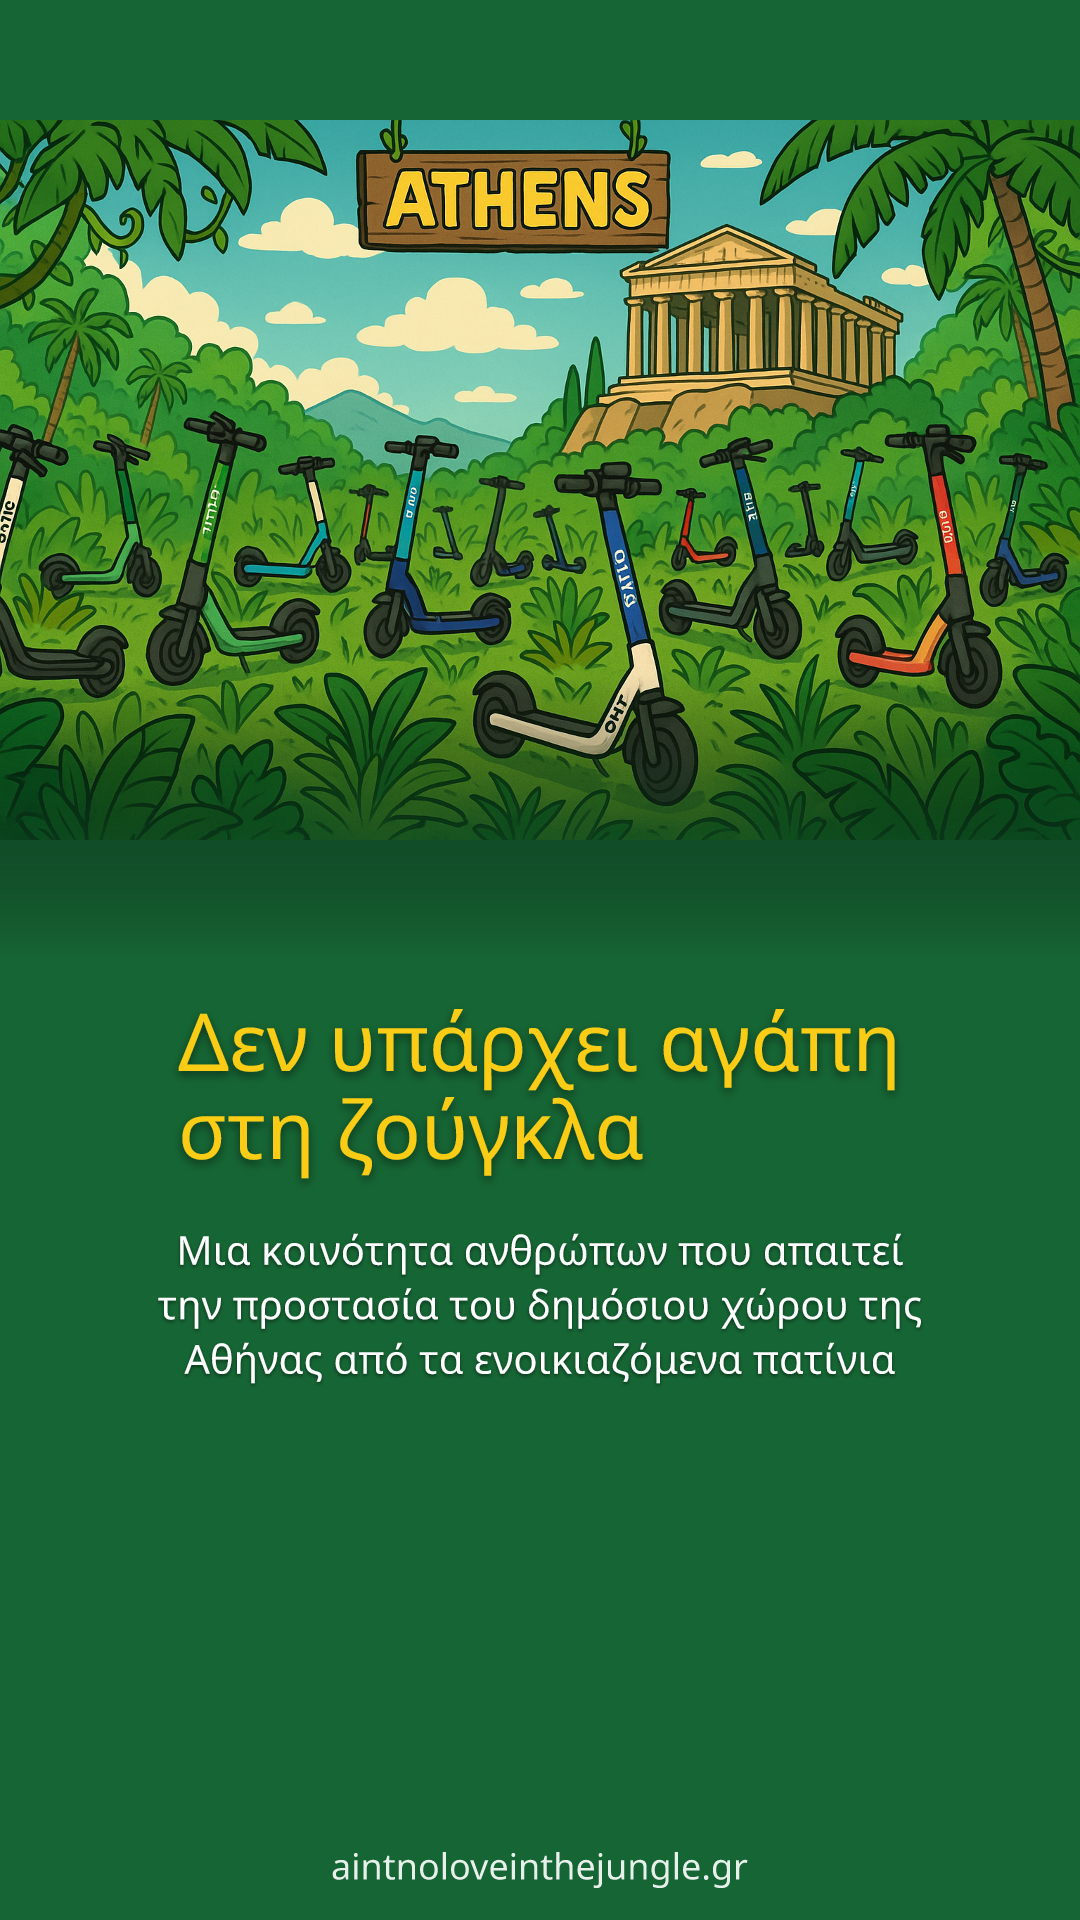 ATHENS
Δεν υπάρχει αγάπη
στη ζούγκλα
Μια κοινότητα ανθρώπων που απαιτεί
την προστασία του δημόσιου χώρου της
Αθήνας από τα ενοικιαζόμενα πατίνια
aintnoloveinthejungle.gr